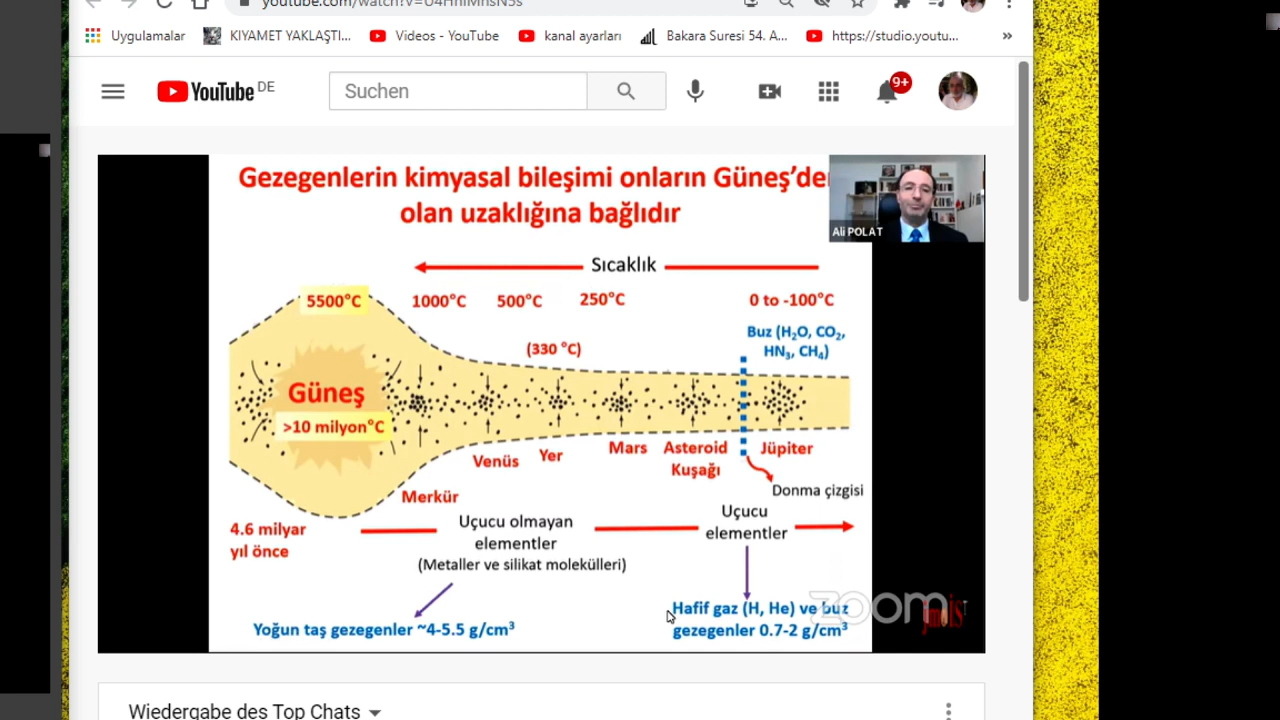 youtube.com/watch?v=U4HnIMnsN5s
Uygulamalar KIYAMET YAKLAŞTI... Videos - YouTube kanal ayarları Bakara Suresi 54. A... https://studio.youtu... »
YouTube DE Suchen 9+
Gezegenlerin kimyasal bileşimi onların Güneş’den
olan uzaklığına bağlıdır
Ali POLAT
Sıcaklık
5500°C 1000°C 500°C 250°C 0 to -100°C
Buz (H₂O, CO₂,
HN₃, CH₄)
(330 °C)
Güneş
>10 milyon°C
Merkür Venüs Yer Mars Asteroid Kuşağı Jüpiter
Donma çizgisi
4.6 milyar
yıl önce
Uçucu olmayan
elementler
(Metaller ve silikat molekülleri)
Uçucu
elementler
Yoğun taş gezegenler ~4-5.5 g/cm³
Hafif gaz (H, He) ve buz
gezegenler 0.7-2 g/cm³
zoom
Wiedergabe des Top Chats